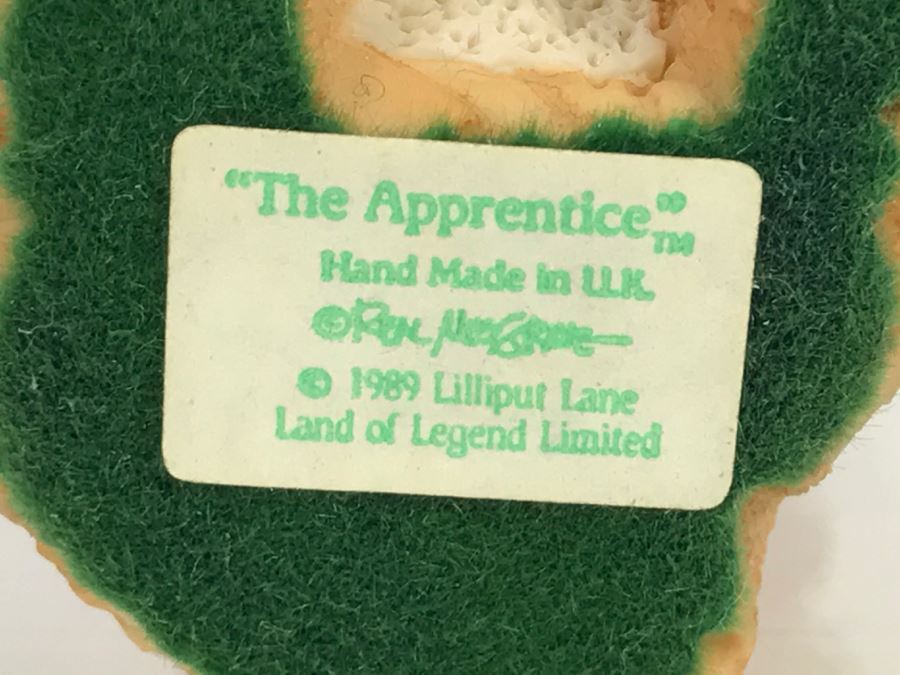 “The Apprentice”™
Hand Made in U.K.
©
© 1989 Lilliput Lane
Land of Legend Limited